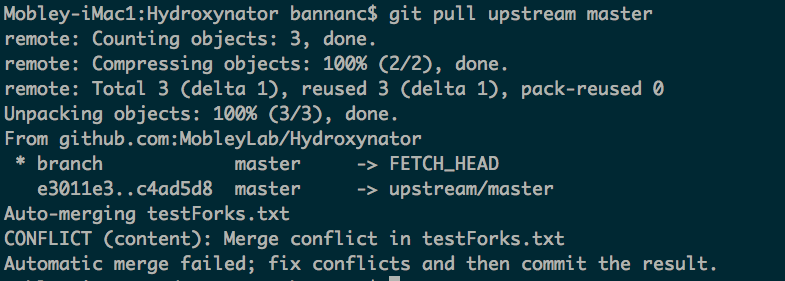 Mobley-iMac1:Hydroxynator bannanc$ git pull upstream master
remote: Counting objects: 3, done.
remote: Compressing objects: 100% (2/2), done.
remote: Total 3 (delta 1), reused 3 (delta 1), pack-reused 0
Unpacking objects: 100% (3/3), done.
From github.com:MobleyLab/Hydroxynator
 * branch            master     -> FETCH_HEAD
   e3011e3..c4ad5d8  master     -> upstream/master
Auto-merging testForks.txt
CONFLICT (content): Merge conflict in testForks.txt
Automatic merge failed; fix conflicts and then commit the result.